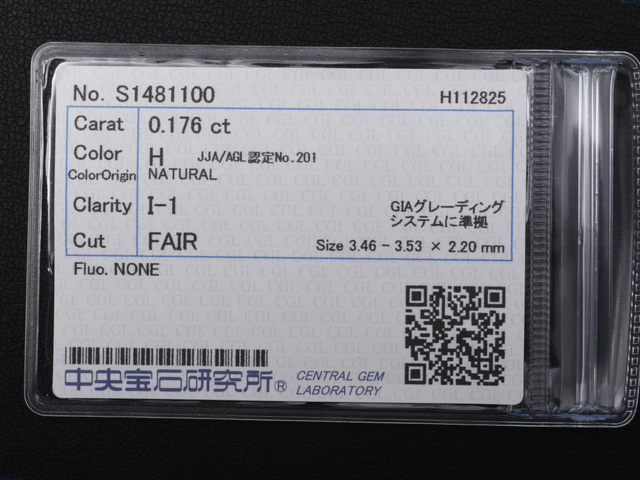 No. S1481100 H112825
Carat 0.176 ct
Color H JJA/AGL認定No.201
ColorOrigin NATURAL
Clarity I-1 GIAグレーディング
システムに準拠
Cut FAIR Size 3.46 - 3.53 × 2.20 mm
Fluo. NONE
中央宝石研究所® CENTRAL GEM
LABORATORY